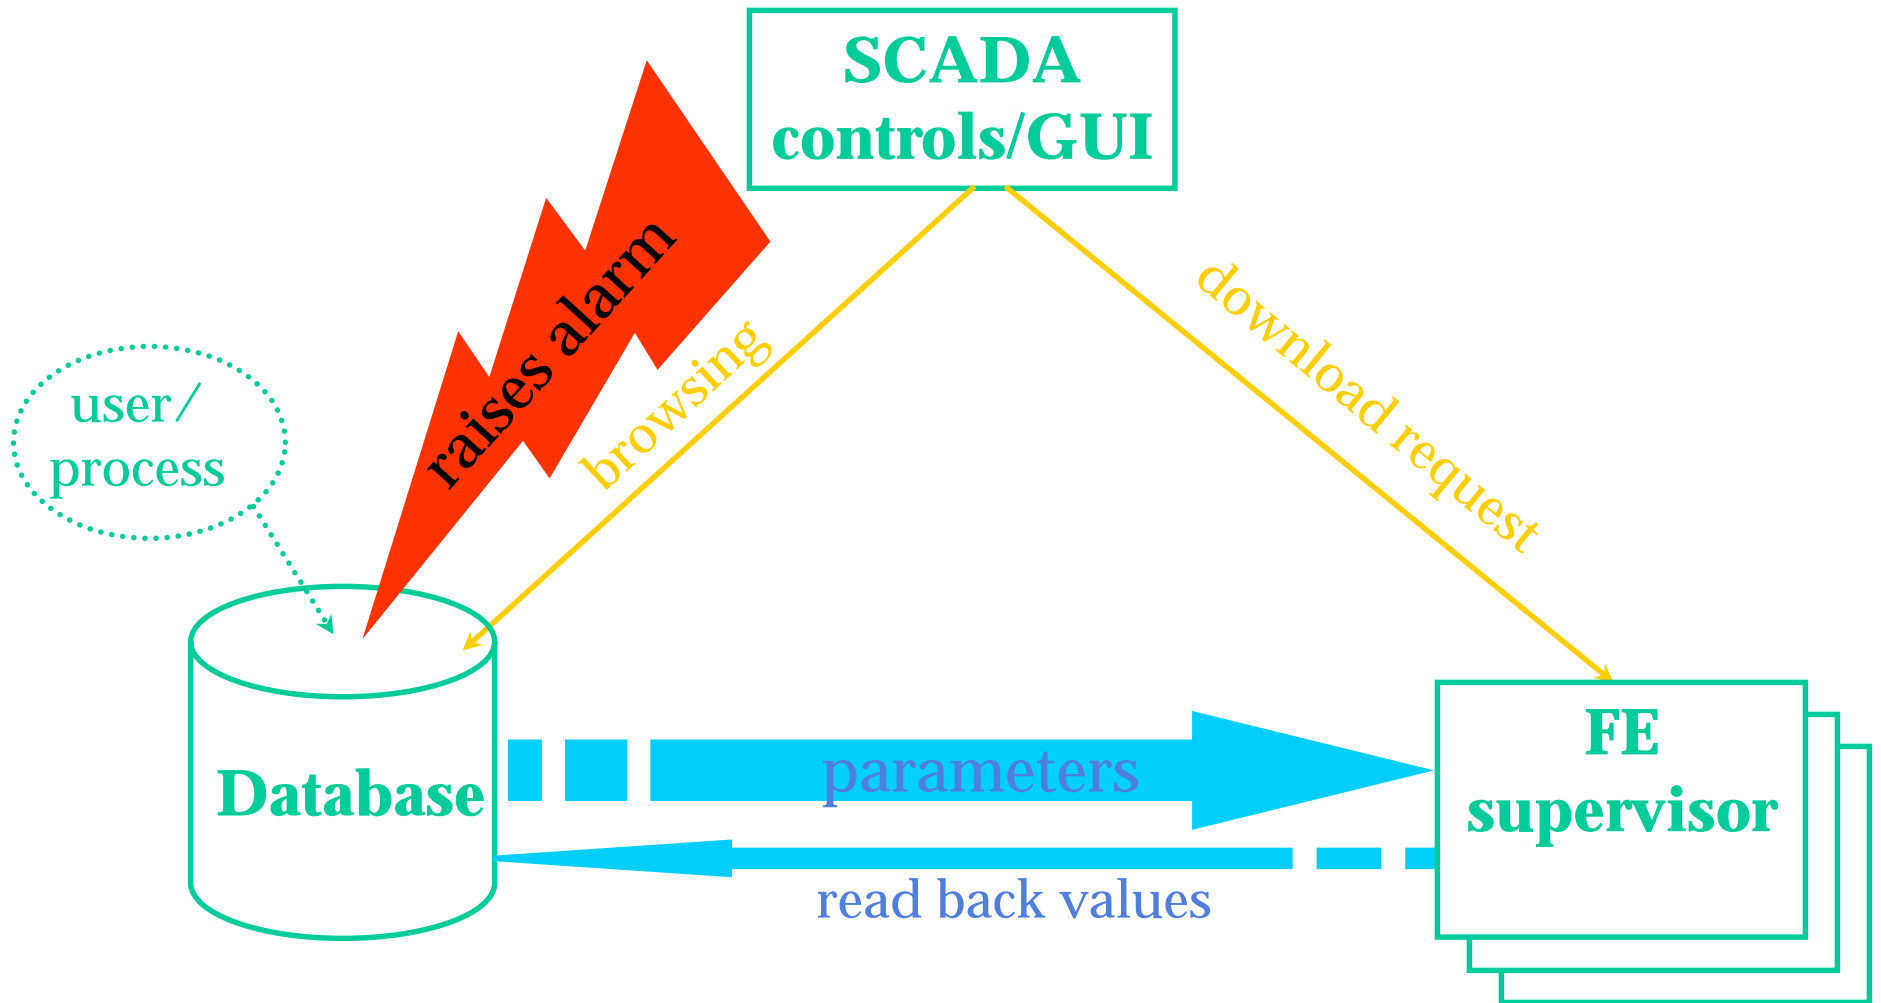 SCADA
controls/GUI
raises alarm
browsing
download request
user/
process
Database
parameters
read back values
FE
supervisor